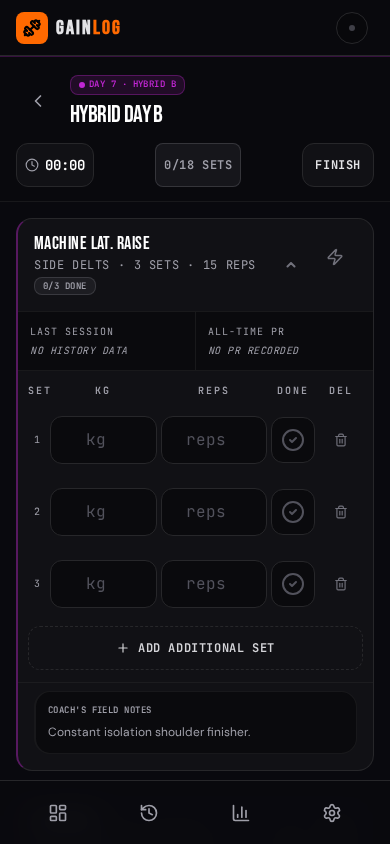 GAINLOG
DAY 7 · HYBRID B
HYBRID DAY B
00:00
0/18 SETS
FINISH
MACHINE LAT. RAISE
SIDE DELTS · 3 SETS · 15 REPS
0/3 DONE
LAST SESSION
NO HISTORY DATA
ALL-TIME PR
NO PR RECORDED
SET KG REPS DONE DEL
1 kg reps
2 kg reps
3 kg reps
+ ADD ADDITIONAL SET
COACH'S FIELD NOTES
Constant isolation shoulder finisher.